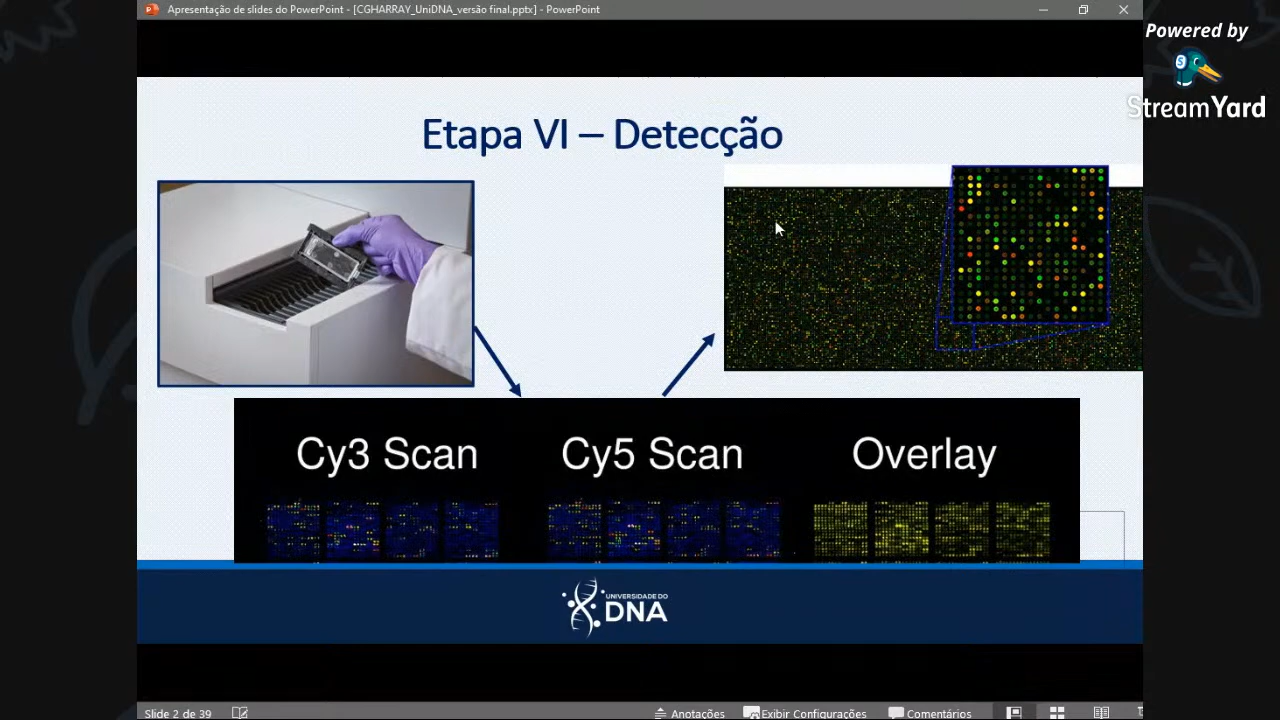 Apresentação de slides do PowerPoint - [CGHARRAY_UniDNA_versão final.pptx] - PowerPoint
Powered by
StreamYard
Etapa VI – Detecção
Cy3 Scan
Cy5 Scan
Overlay
UNIVERSIDADE DO
DNA
Slide 2 de 39
Anotações
Exibir Configurações
Comentários